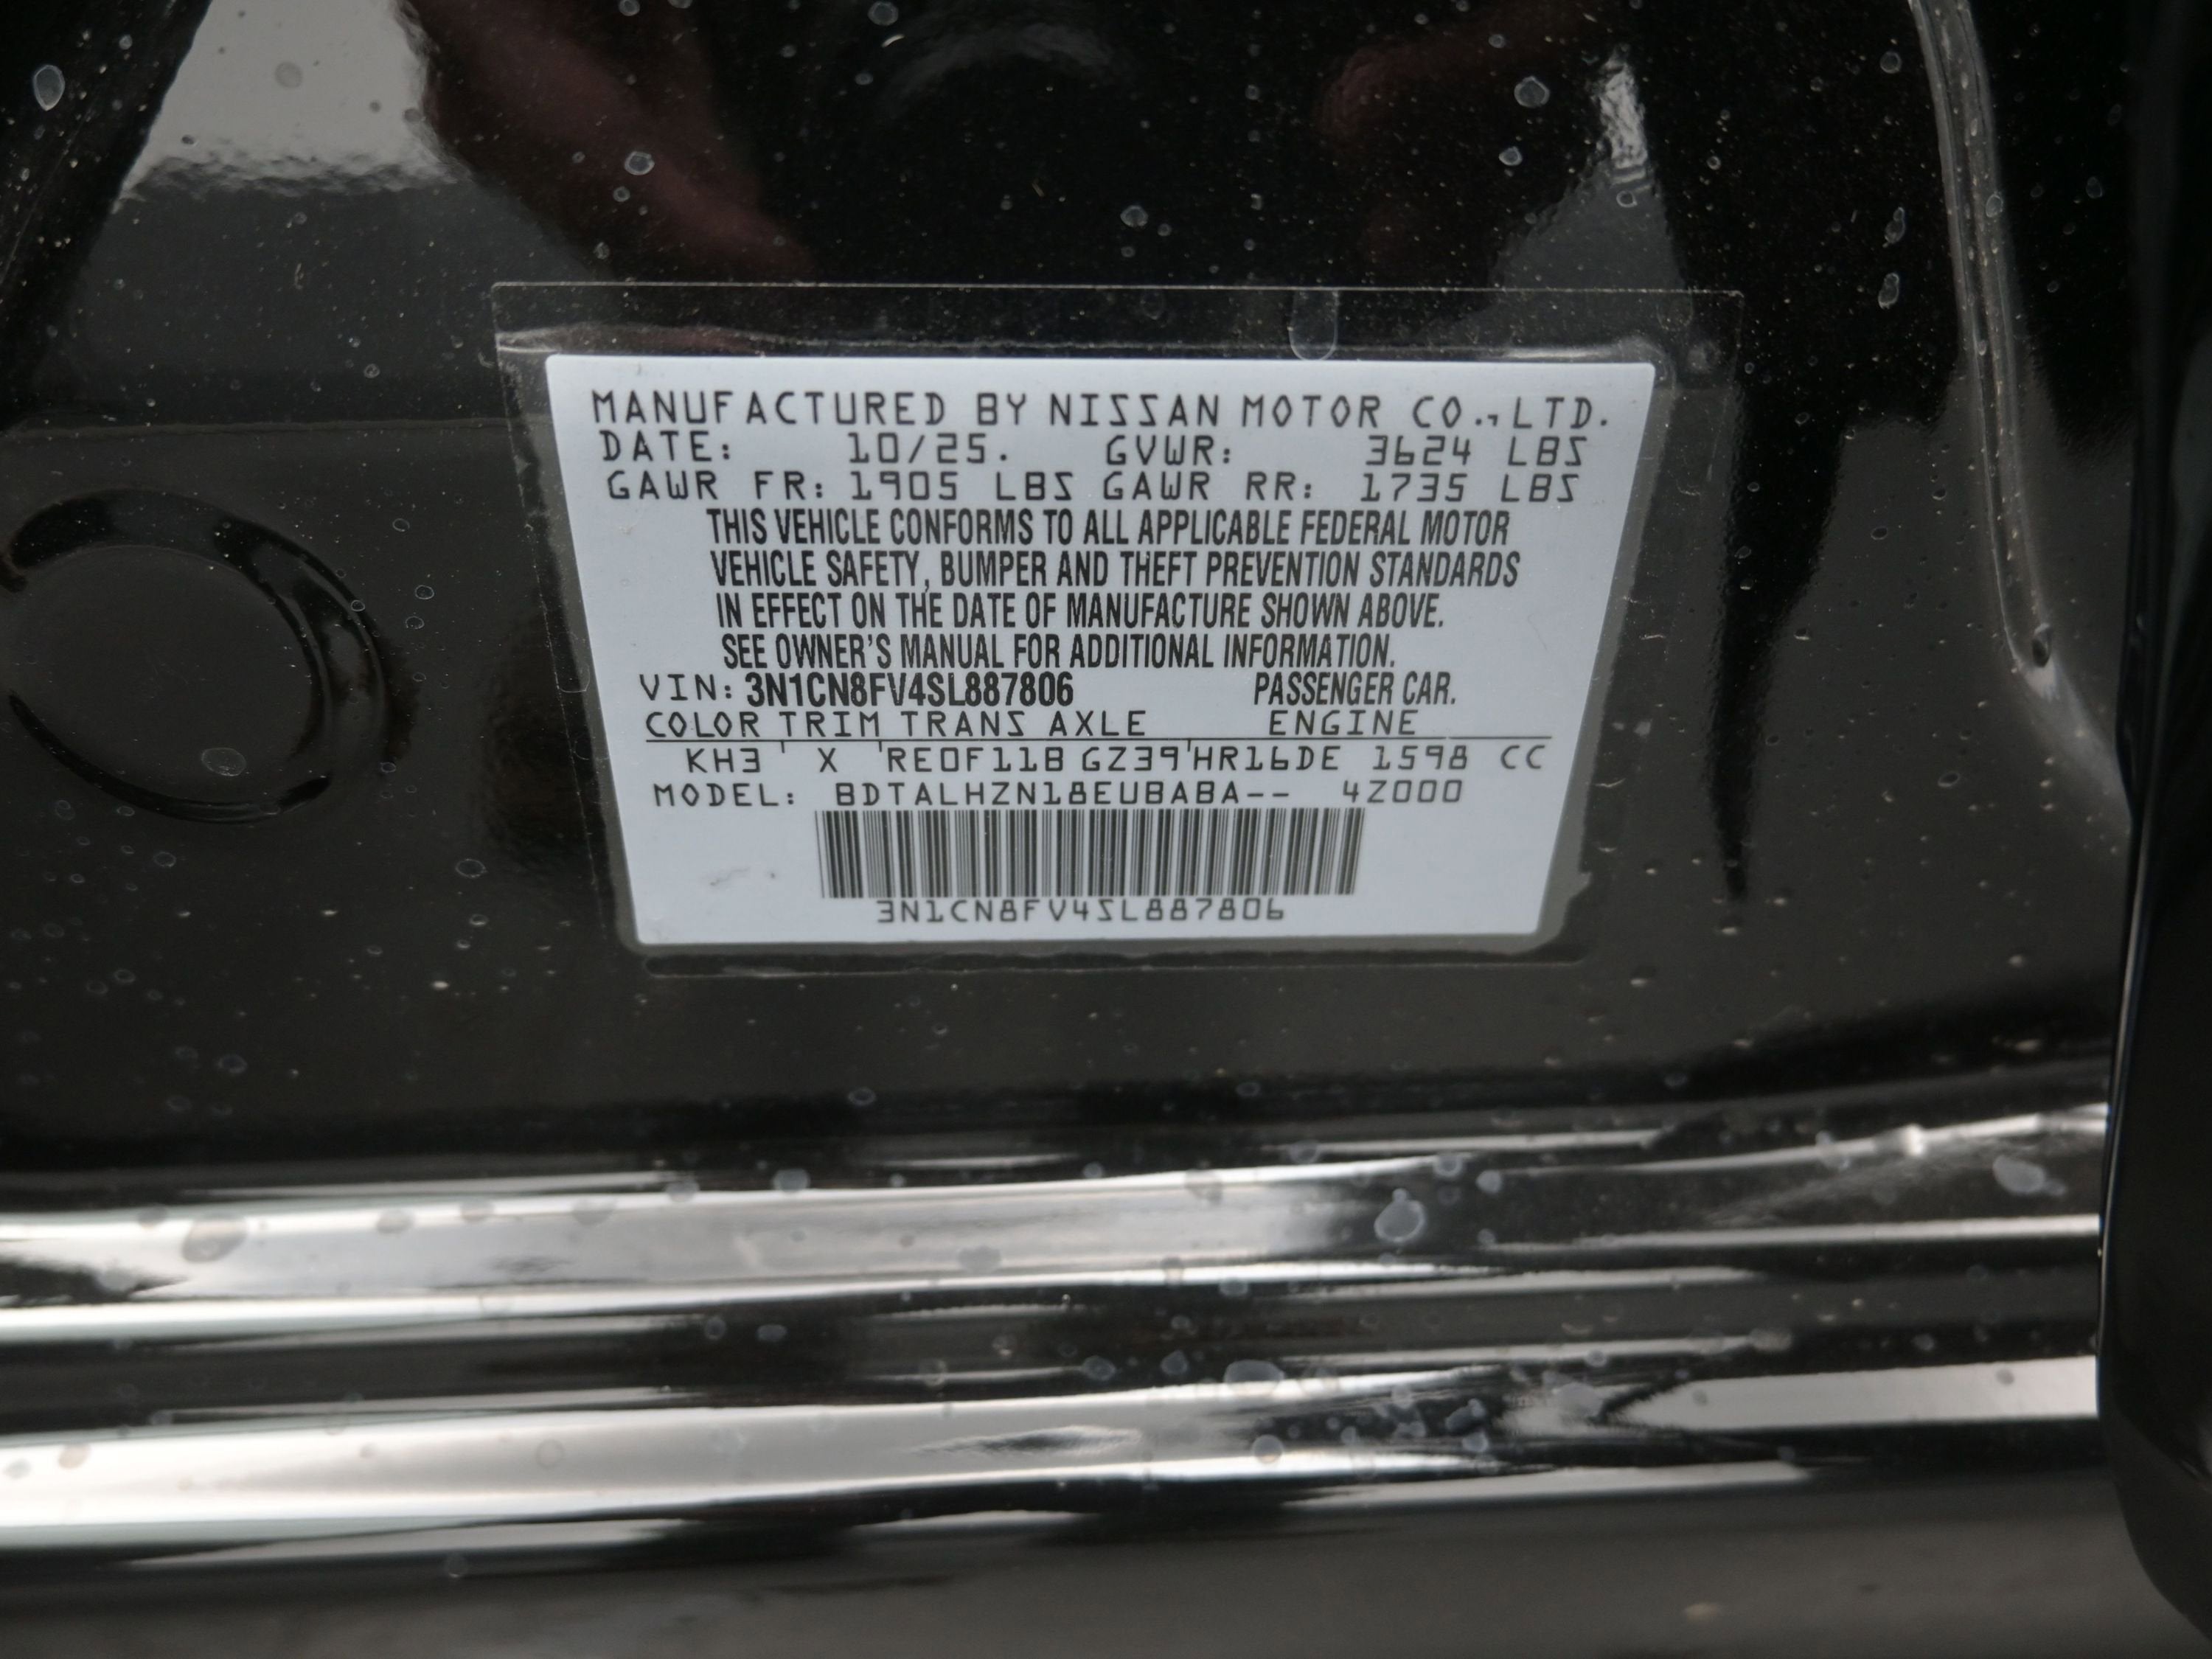 MANUFACTURED BY NISSAN MOTOR CO.,LTD.
DATE: 10/25. GVWR: 3624 LBS
GAWR FR: 1905 LBS GAWR RR: 1735 LBS
THIS VEHICLE CONFORMS TO ALL APPLICABLE FEDERAL MOTOR
VEHICLE SAFETY, BUMPER AND THEFT PREVENTION STANDARDS
IN EFFECT ON THE DATE OF MANUFACTURE SHOWN ABOVE.
SEE OWNER'S MANUAL FOR ADDITIONAL INFORMATION.
VIN: 3N1CN8FV4SL887806 PASSENGER CAR.
COLOR TRIM TRANS AXLE ENGINE
KH3 X RE0F11B GZ39 HR16DE 1598 CC
MODEL: BDTALHZN18EUBABA-- 4Z000
3N1CN8FV4SL887806